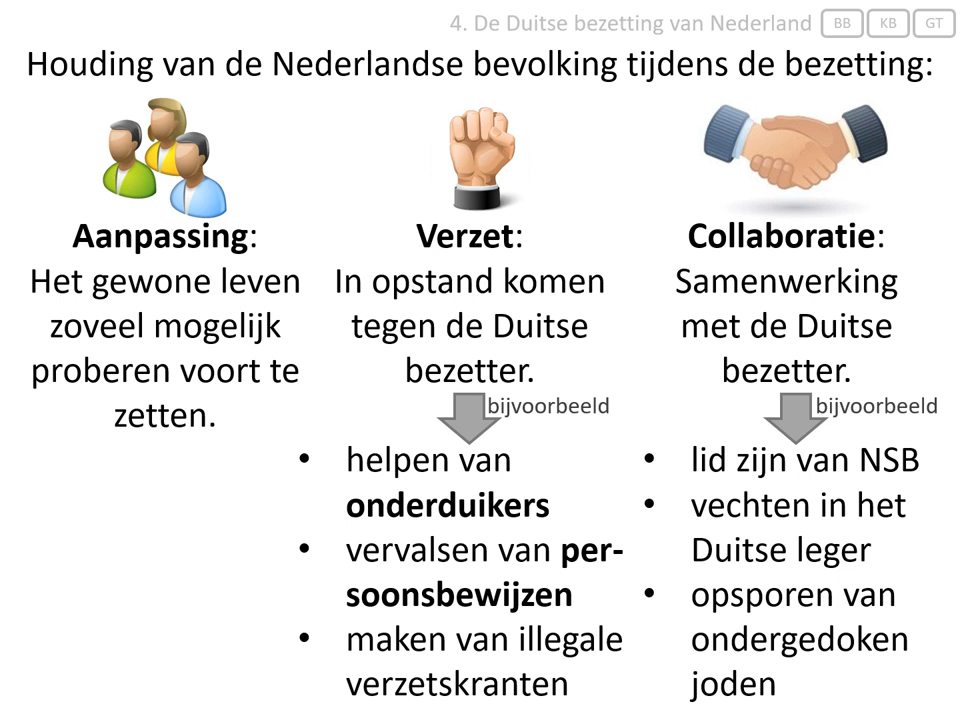 4. De Duitse bezetting van Nederland BB KB GT
Houding van de Nederlandse bevolking tijdens de bezetting:
Aanpassing:
Het gewone leven
zoveel mogelijk
proberen voort te
zetten.
Verzet:
In opstand komen
tegen de Duitse
bezetter.
bijvoorbeeld
• helpen van
onderduikers
• vervalsen van per-
soonsbewijzen
• maken van illegale
verzetskranten
Collaboratie:
Samenwerking
met de Duitse
bezetter.
bijvoorbeeld
• lid zijn van NSB
• vechten in het
Duitse leger
• opsporen van
ondergedoken
joden